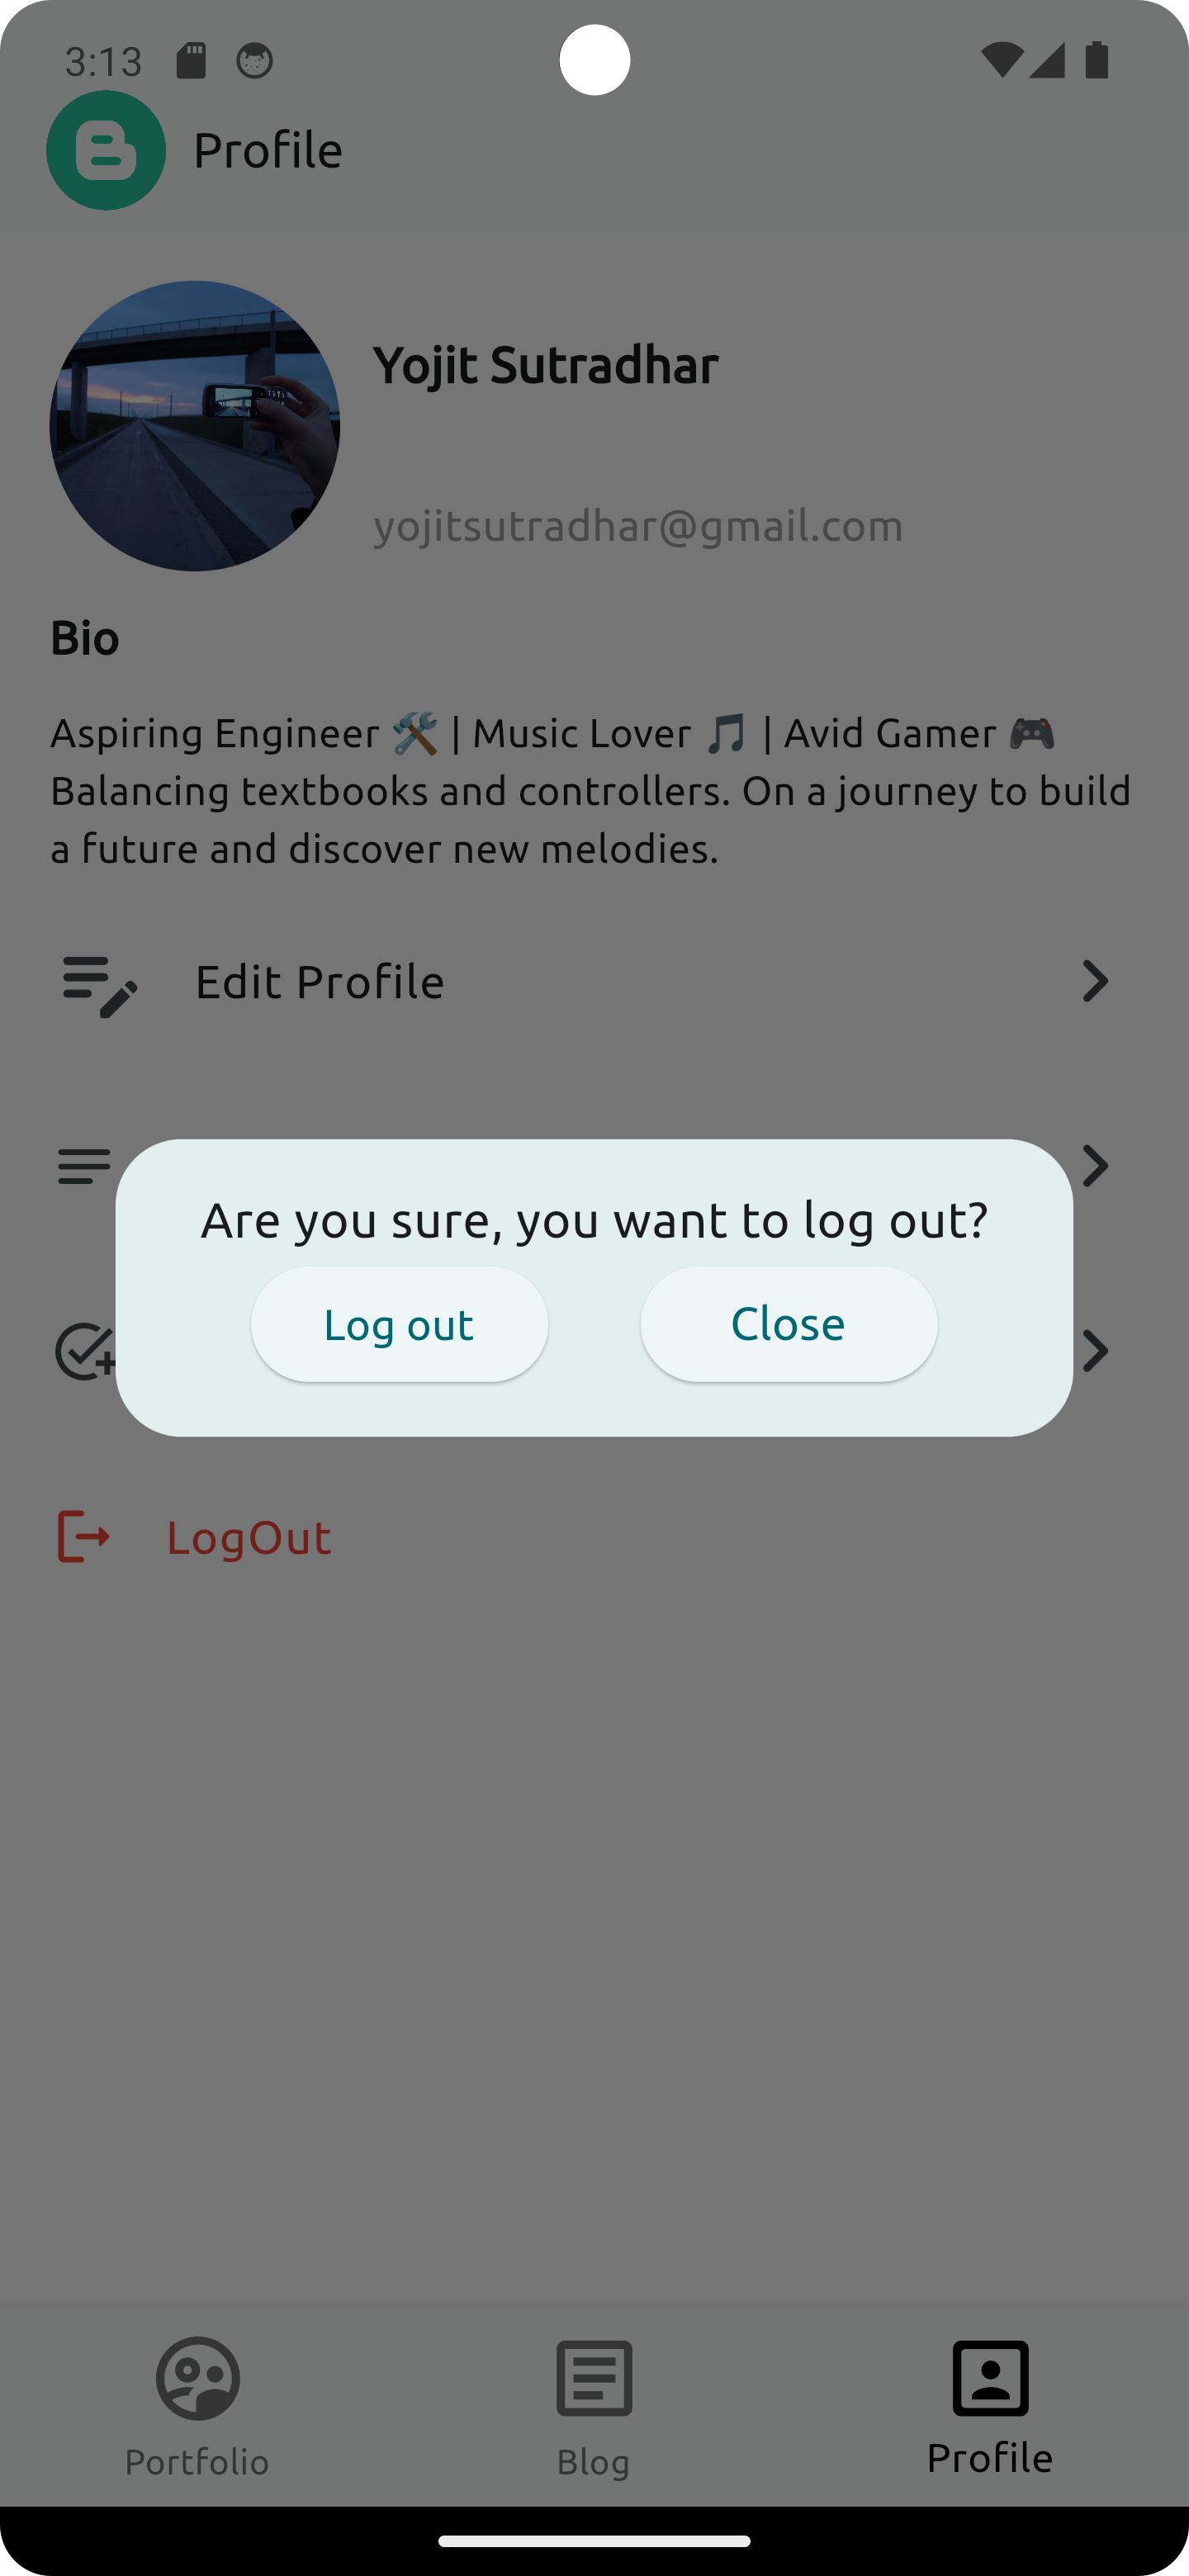 3:13
Profile
Yojit Sutradhar
yojitsutradhar@gmail.com
Bio
Aspiring Engineer 🛠️ | Music Lover 🎵 | Avid Gamer 🎮
Balancing textbooks and controllers. On a journey to build
a future and discover new melodies.
Edit Profile
Are you sure, you want to log out?
Log out
Close
LogOut
Portfolio
Blog
Profile